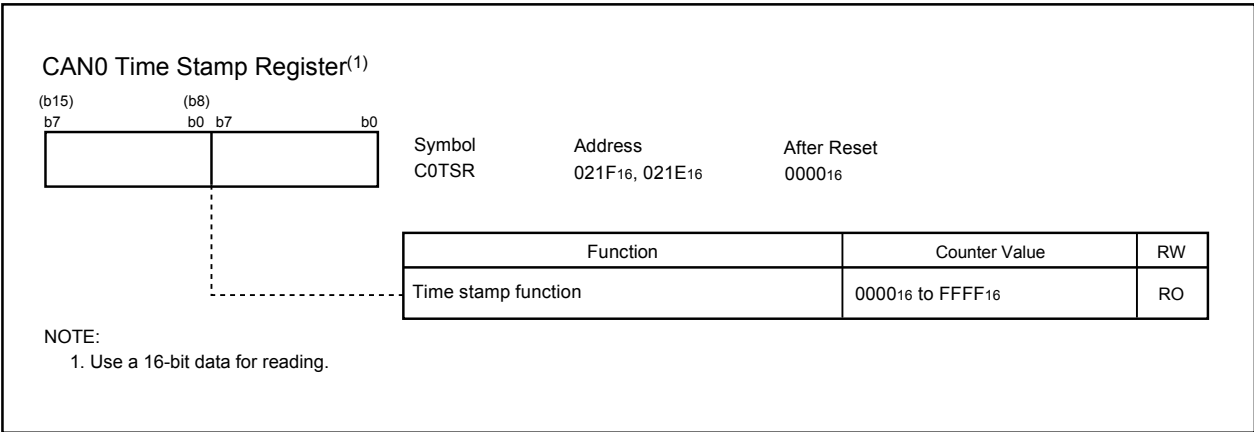 CAN0 Time Stamp Register(1)
(b15) (b8)
b7 b0 b7 b0
Symbol Address After Reset
C0TSR 021F16, 021E16 000016
Function Counter Value RW
Time stamp function 000016 to FFFF16 RO
NOTE:
1. Use a 16-bit data for reading.